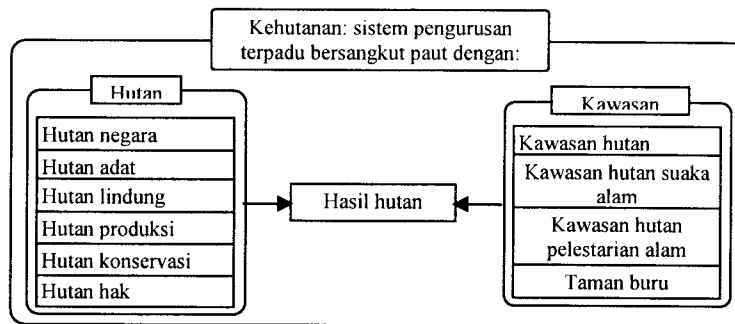 Kehutanan: sistem pengurusan
terpadu bersangkut paut dengan:
Hutan
Hutan negara
Hutan adat
Hutan lindung
Hutan produksi
Hutan konservasi
Hutan hak
Hasil hutan
Kawasan
Kawasan hutan
Kawasan hutan suaka
alam
Kawasan hutan
pelestarian alam
Taman buru